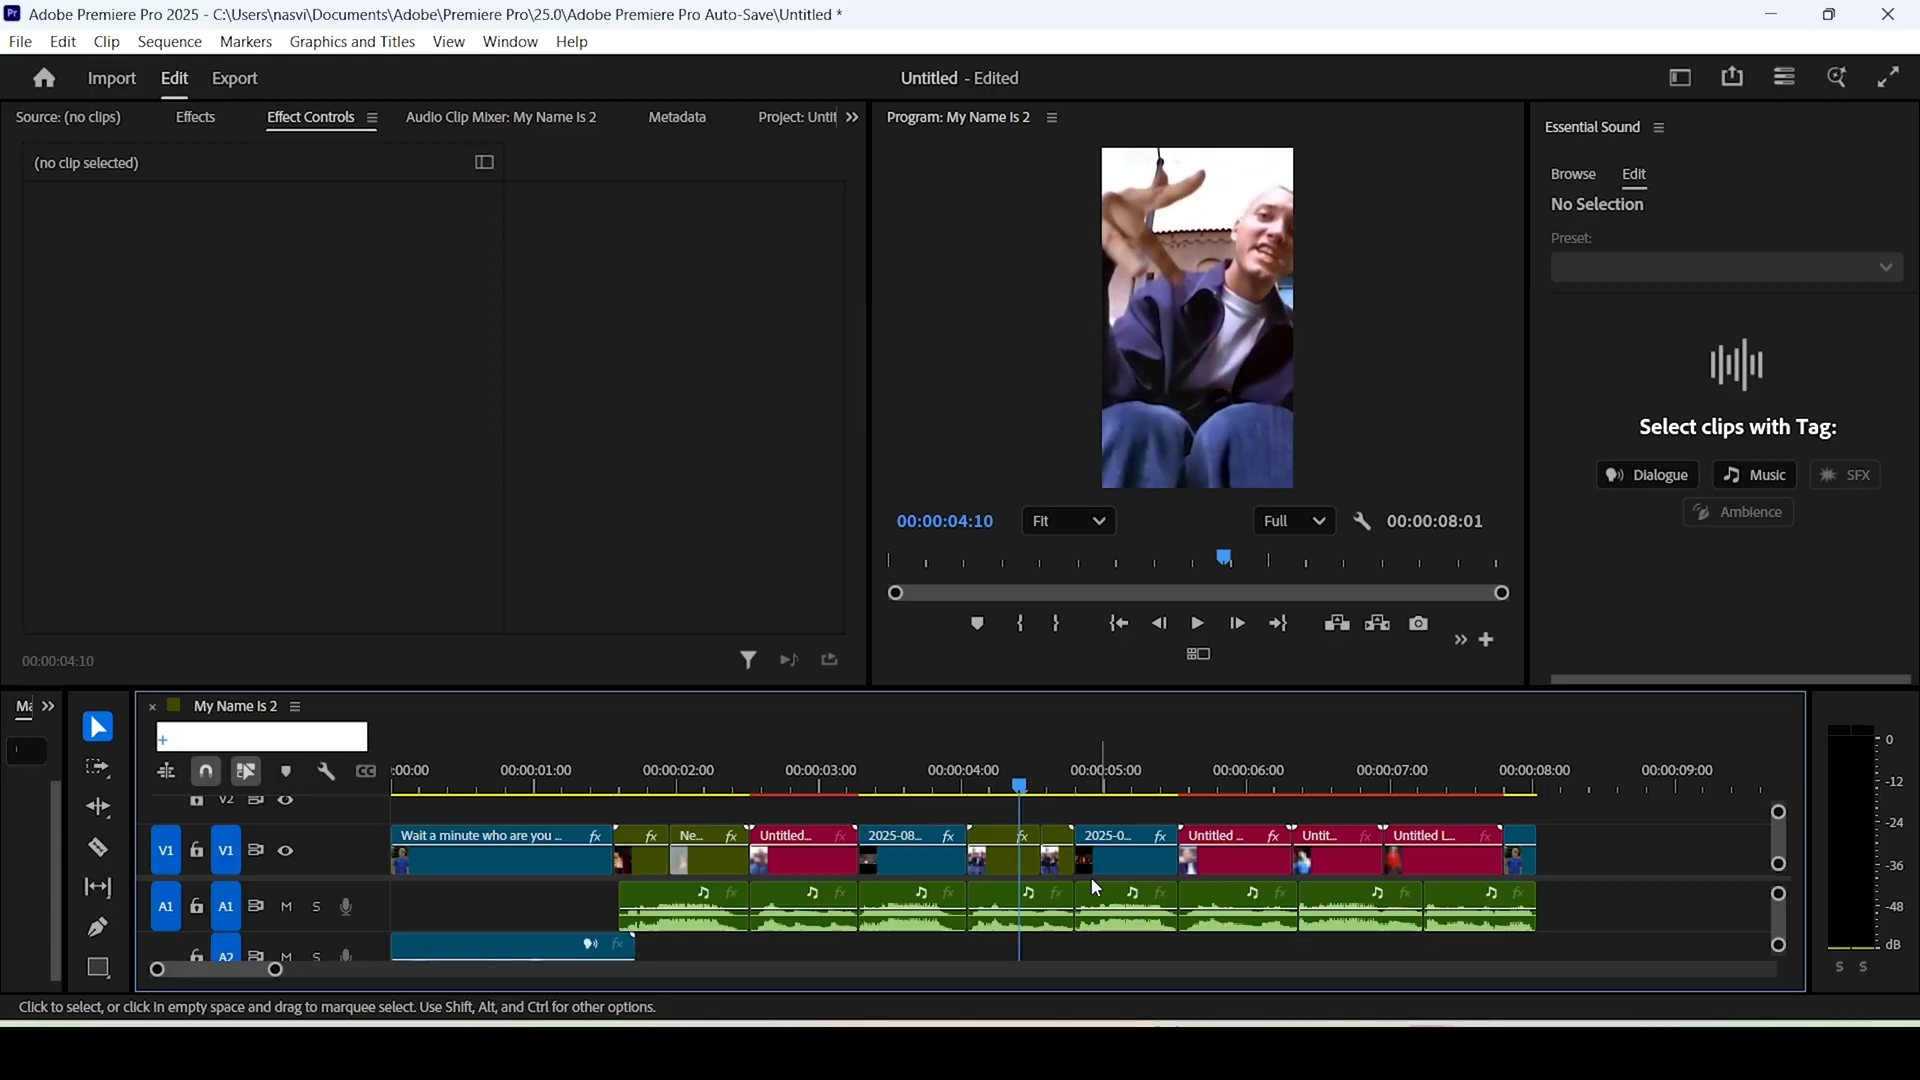 Pr Adobe Premiere Pro 2025 - C:\Users\nasvi\Documents\Adobe\Premiere Pro\25.0\Adobe Premiere Pro Auto-Save\Untitled *
File Edit Clip Sequence Markers Graphics and Titles View Window Help
Import Edit Export Untitled - Edited
Source: (no clips) Effects Effect Controls Audio Clip Mixer: My Name Is 2 Metadata Project: Untit
Program: My Name Is 2
Essential Sound
(no clip selected)
Browse Edit
No Selection
Preset:
Select clips with Tag:
Dialogue Music SFX
Ambience
00:00:04:10 Fit Full 00:00:08:01
00:00:04:10
Ma
My Name Is 2
:00:00 00:00:01:00 00:00:02:00 00:00:03:00 00:00:04:00 00:00:05:00 00:00:06:00 00:00:07:00 00:00:08:00 00:00:09:00
V2
V1 V1 Wait a minute who are you ... fx fx Ne... fx Untitled... fx 2025-08... fx fx 2025-0... fx Untitled ... fx Untit... fx Untitled L... fx
A1 A1 M S fx fx fx fx fx fx fx fx
A2 M S fx
0
-12
-24
-36
-48
dB
S S
Click to select, or click in empty space and drag to marquee select. Use Shift, Alt, and Ctrl for other options.